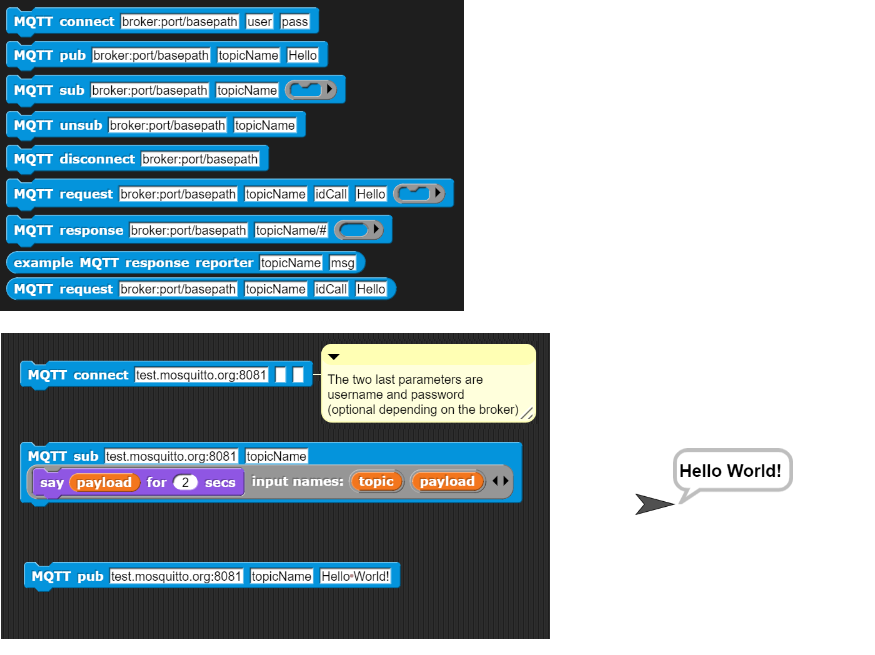 MQTT connect broker:port/basepath user pass
MQTT pub broker:port/basepath topicName Hello
MQTT sub broker:port/basepath topicName
MQTT unsub broker:port/basepath topicName
MQTT disconnect broker:port/basepath
MQTT request broker:port/basepath topicName idCall Hello
MQTT response broker:port/basepath topicName/#
example MQTT response reporter topicName msg
MQTT request broker:port/basepath topicName idCall Hello
MQTT connect test.mosquitto.org:8081
The two last parameters are
username and password
(optional depending on the broker)
MQTT sub test.mosquitto.org:8081 topicName
say payload for 2 secs input names: topic payload
Hello World!
MQTT pub test.mosquitto.org:8081 topicName Hello•World!